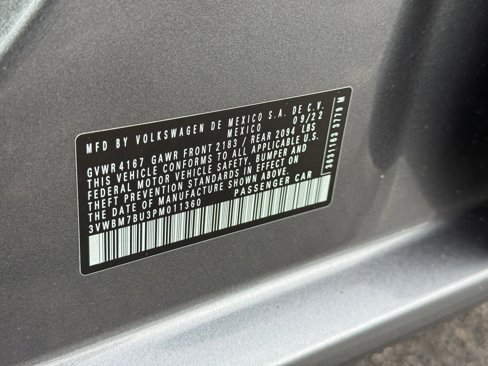 MFD BY VOLKSWAGEN DE MEXICO S.A. DE C.V.
MEXICO 09/22
GVWR 4167 GAWR FRONT 2183 / REAR 2094 LBS
THIS VEHICLE CONFORMS TO ALL APPLICABLE U.S.
FEDERAL MOTOR VEHICLE SAFETY, BUMPER AND
THEFT PREVENTION STANDARDS IN EFFECT ON
THE DATE OF MANUFACTURE SHOWN ABOVE.
3VWBM7BU3PM011360 PASSENGER CAR